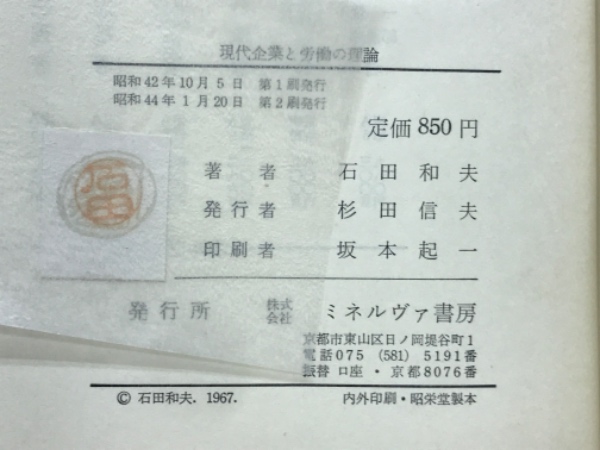 現代企業と労働の理論
昭和42年10月5日 第1刷発行
昭和44年1月20日 第2刷発行
定価850円
著者 石田和夫
発行者 杉田信夫
印刷者 坂本起一
発行所 株式会社 ミネルヴァ書房
京都市東山区日ノ岡堤谷町1
電話075 (581) 5191番
振替口座・京都8076番
© 石田和夫、1967.
内外印刷・昭栄堂製本
石田